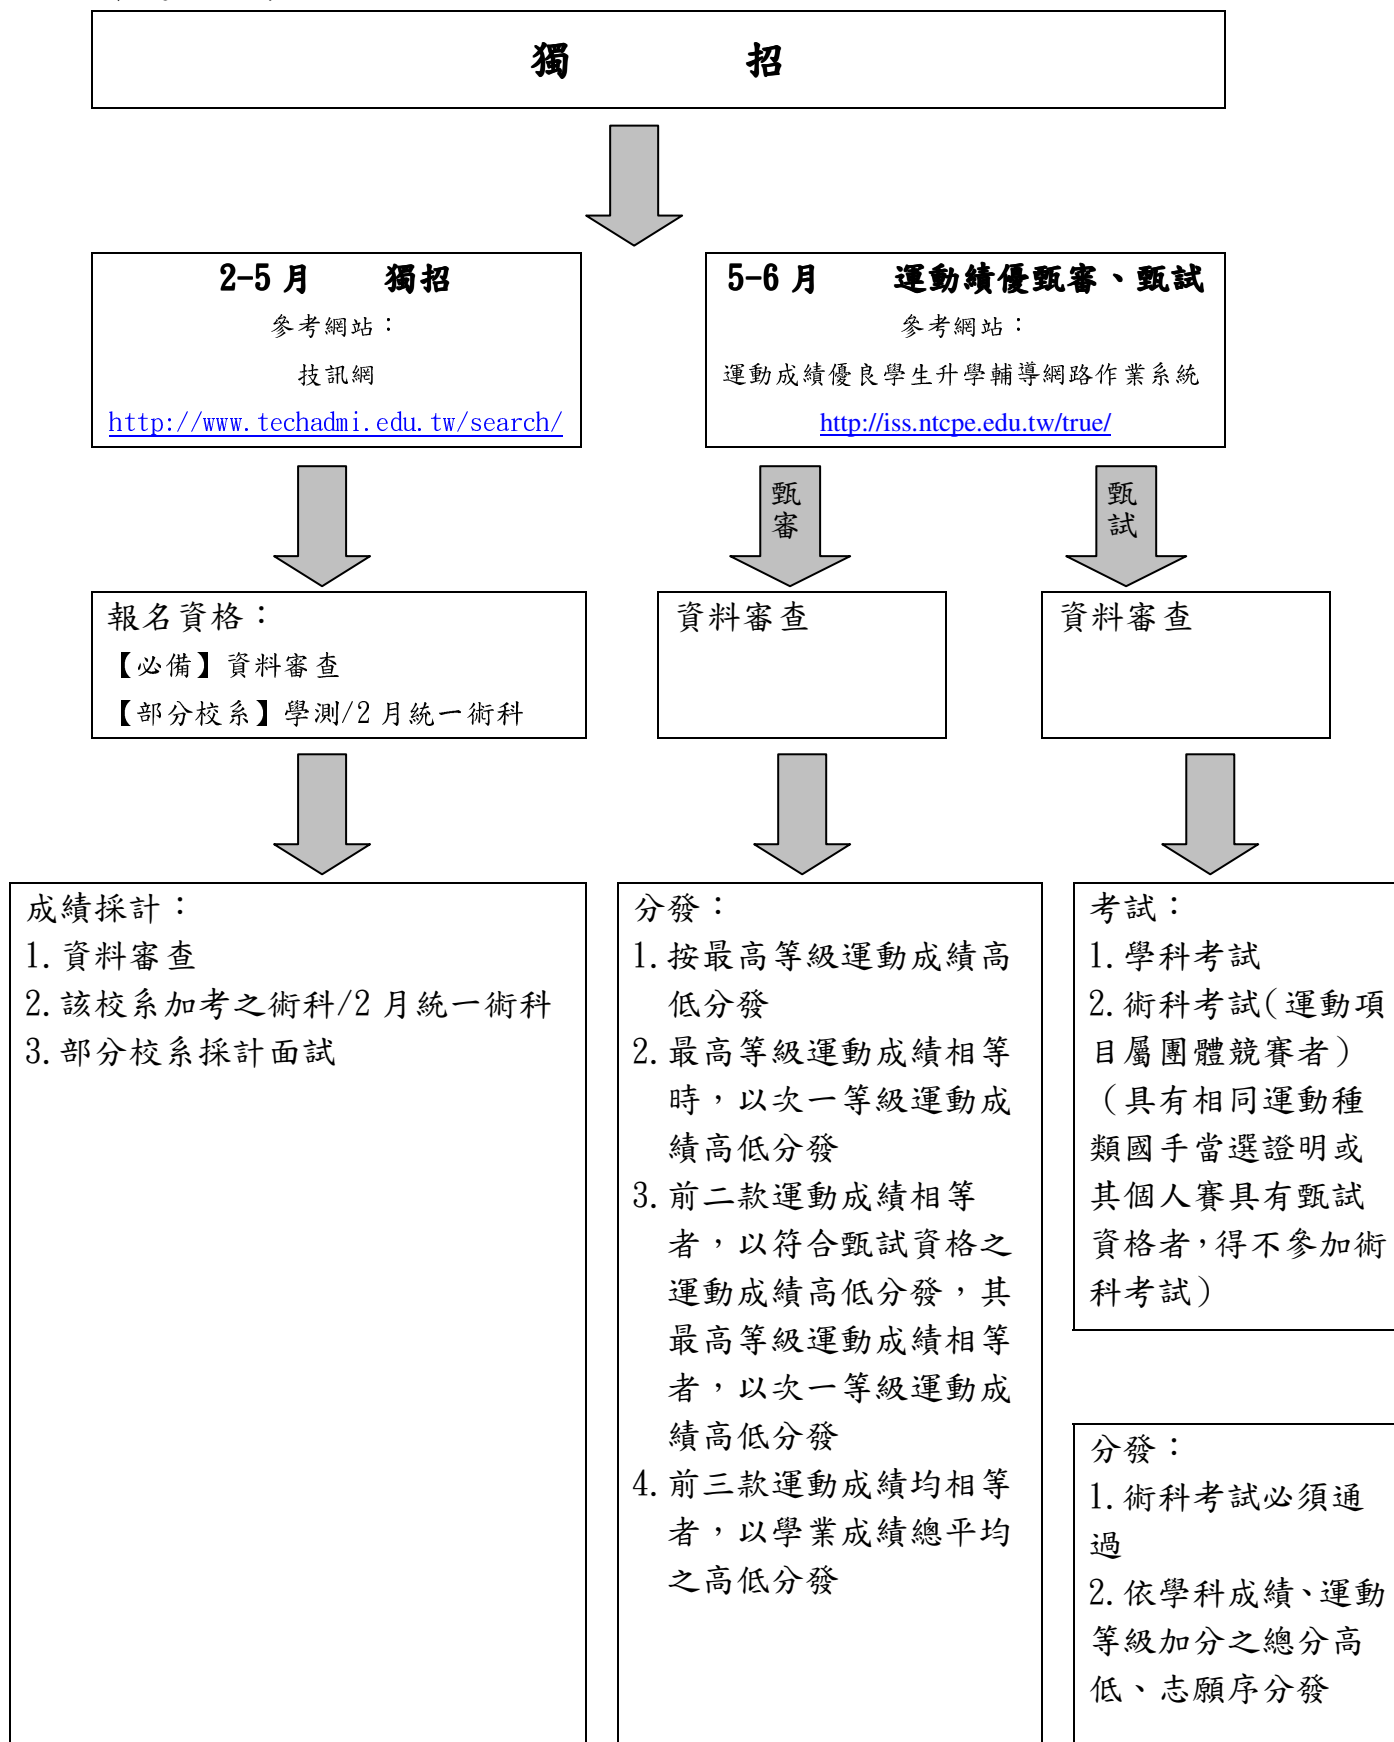 獨 招
2-5 月 獨招
參考網站：
技訊網
http://www.techadmi.edu.tw/search/
5-6 月 運動績優甄審、甄試
參考網站：
運動成績優良學生升學輔導網路作業系統
http://iss.ntcpe.edu.tw/true/
甄
審
甄
試
報名資格：
【必備】資料審查
【部分校系】學測/2 月統一術科
資料審查
資料審查
成績採計：
1.資料審查
2.該校系加考之術科/2 月統一術科
3.部分校系採計面試
分發：
1.按最高等級運動成績高
低分發
2.最高等級運動成績相等
時，以次一等級運動成
績高低分發
3.前二款運動成績相等
者，以符合甄試資格之
運動成績高低分發，其
最高等級運動成績相等
者，以次一等級運動成
績高低分發
4.前三款運動成績均相等
者，以學業成績總平均
之高低分發
考試：
1.學科考試
2.術科考試(運動項
目屬團體競賽者)
（具有相同運動種
類國手當選證明或
其個人賽具有甄試
資格者，得不參加術
科考試）
分發：
1.術科考試必須通
過
2.依學科成績、運動
等級加分之總分高
低、志願序分發